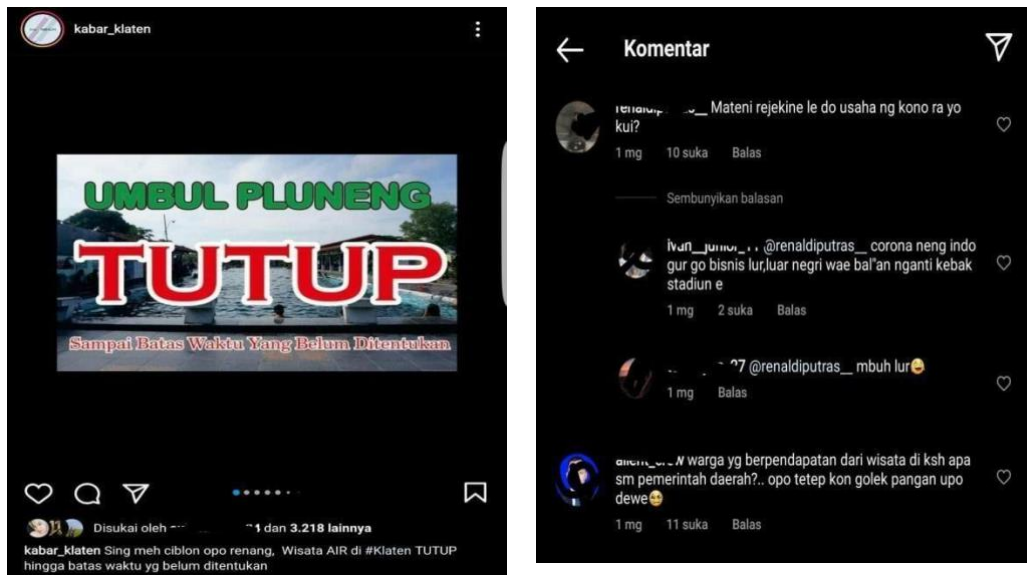 kabar_klaten
UMBUL PLUNENG
TUTUP
Sampai Batas Waktu Yang Belum Ditentukan
Disukai oleh 1 dan 3.218 lainnya
kabar_klaten Sing meh ciblon opo renang, Wisata AIR di #Klaten TUTUP
hingga batas waktu yg belum ditentukan
Komentar
Mateni rejekine le do usaha ng kono ra yo
kui?
1 mg 10 suka Balas
Sembunyikan balasan
@renaldiputras__ corona neng indo
gur go bisnis lur,luar negri wae bal"an nganti kebak
stadiun e
1 mg 2 suka Balas
27 @renaldiputras__ mbuh lur😅
1 mg Balas
warga yg berpendapatan dari wisata di ksh apa
sm pemerintah daerah?.. opo tetep kon golek pangan upo
dewe🥺
1 mg 11 suka Balas